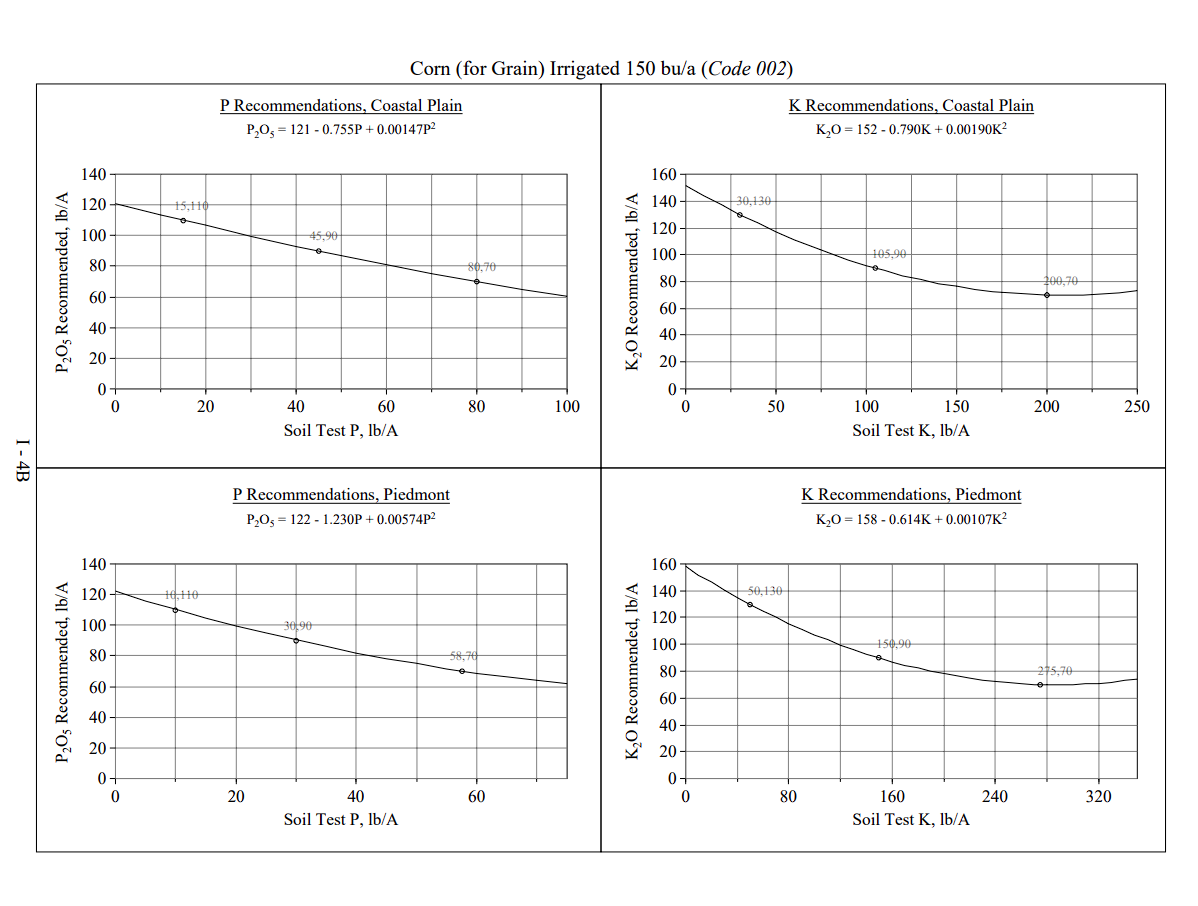 Corn (for Grain) Irrigated 150 bu/a (Code 002)
P Recommendations, Coastal Plain
P₂O₅ = 121 - 0.755P + 0.00147P²
140
120
100
80
60
40
20
0
0 20 40 60 80 100
15,110
45,90
80,70
P₂O₅ Recommended, lb/A
Soil Test P, lb/A
K Recommendations, Coastal Plain
K₂O = 152 - 0.790K + 0.00190K²
160
140
120
100
80
60
40
20
0
0 50 100 150 200 250
30,130
105,90
200,70
K₂O Recommended, lb/A
Soil Test K, lb/A
I - 4B
P Recommendations, Piedmont
P₂O₅ = 122 - 1.230P + 0.00574P²
140
120
100
80
60
40
20
0
0 20 40 60
10,110
30,90
58,70
P₂O₅ Recommended, lb/A
Soil Test P, lb/A
K Recommendations, Piedmont
K₂O = 158 - 0.614K + 0.00107K²
160
140
120
100
80
60
40
20
0
0 80 160 240 320
50,130
150,90
275,70
K₂O Recommended, lb/A
Soil Test K, lb/A